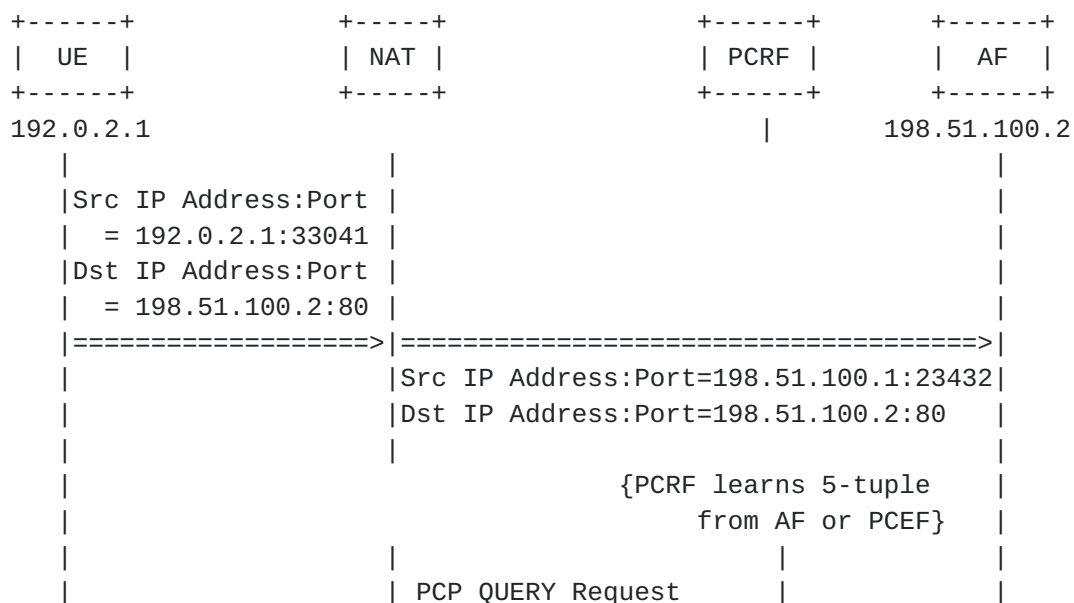 +------+             +-----+                +------+       +------+
|  UE  |             | NAT |                | PCRF |       |  AF  |
+------+             +-----+                +------+       +------+
192.0.2.1                                       |       198.51.100.2
   |                    |                                      |
   |Src IP Address:Port |                                      |
   |  = 192.0.2.1:33041 |                                      |
   |Dst IP Address:Port |                                      |
   |  = 198.51.100.2:80 |                                      |
   |===================>|=====================================>|
   |                    |Src IP Address:Port=198.51.100.1:23432|
   |                    |Dst IP Address:Port=198.51.100.2:80   |
   |                    |                                      |
   |                                   {PCRF learns 5-tuple    |
   |                                        from AF or PCEF}   |
   |                    |                        |             |
   |                    | PCP QUERY Request      |             |